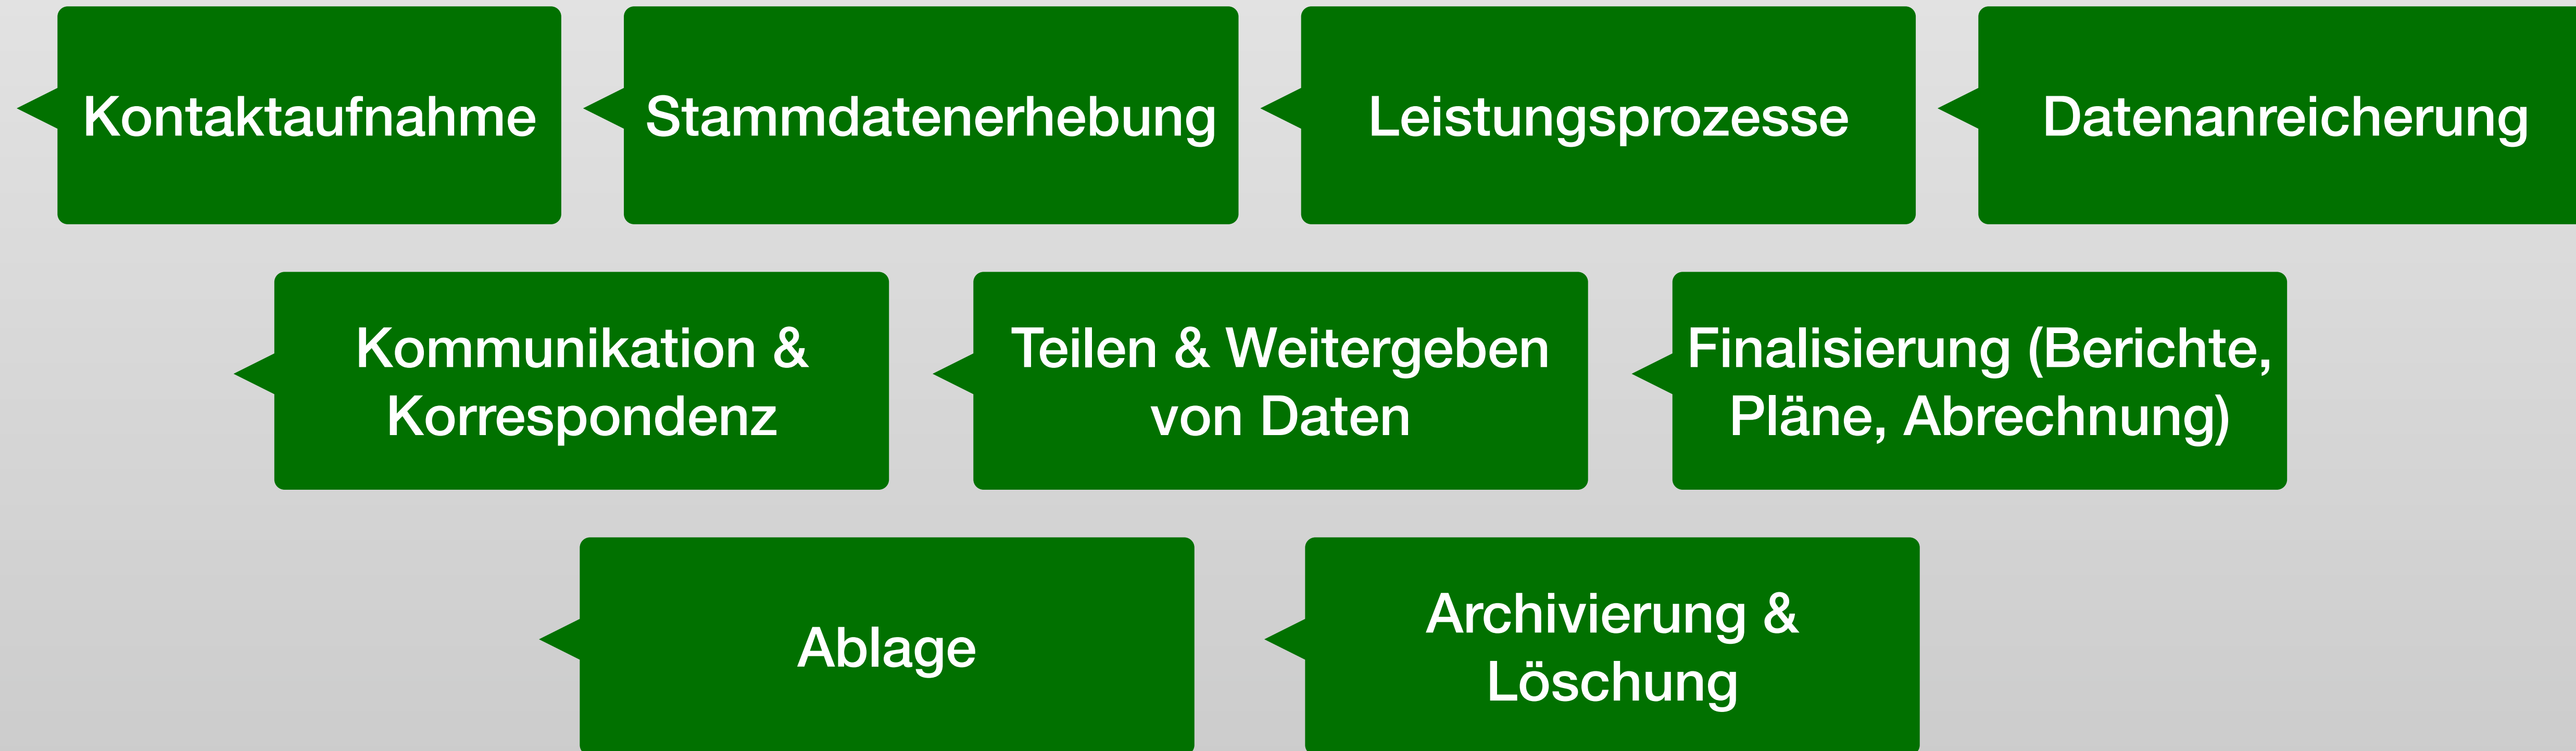 Kontaktaufnahme
Stammdatenerhebung
Leistungsprozesse
Datenanreicherung
Kommunikation &
Korrespondenz
Teilen & Weitergeben
von Daten
Finalisierung (Berichte,
Pläne, Abrechnung)
Ablage
Archivierung &
Löschung